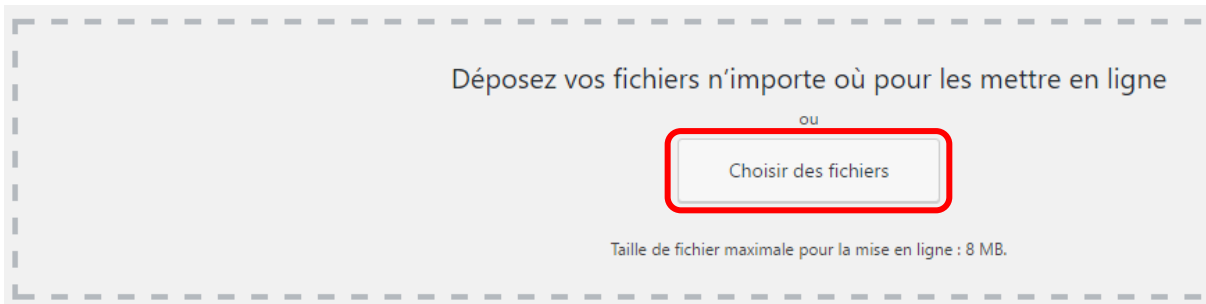 Déposez vos fichiers n’importe où pour les mettre en ligne
ou
Choisir des fichiers
Taille de fichier maximale pour la mise en ligne : 8 MB.